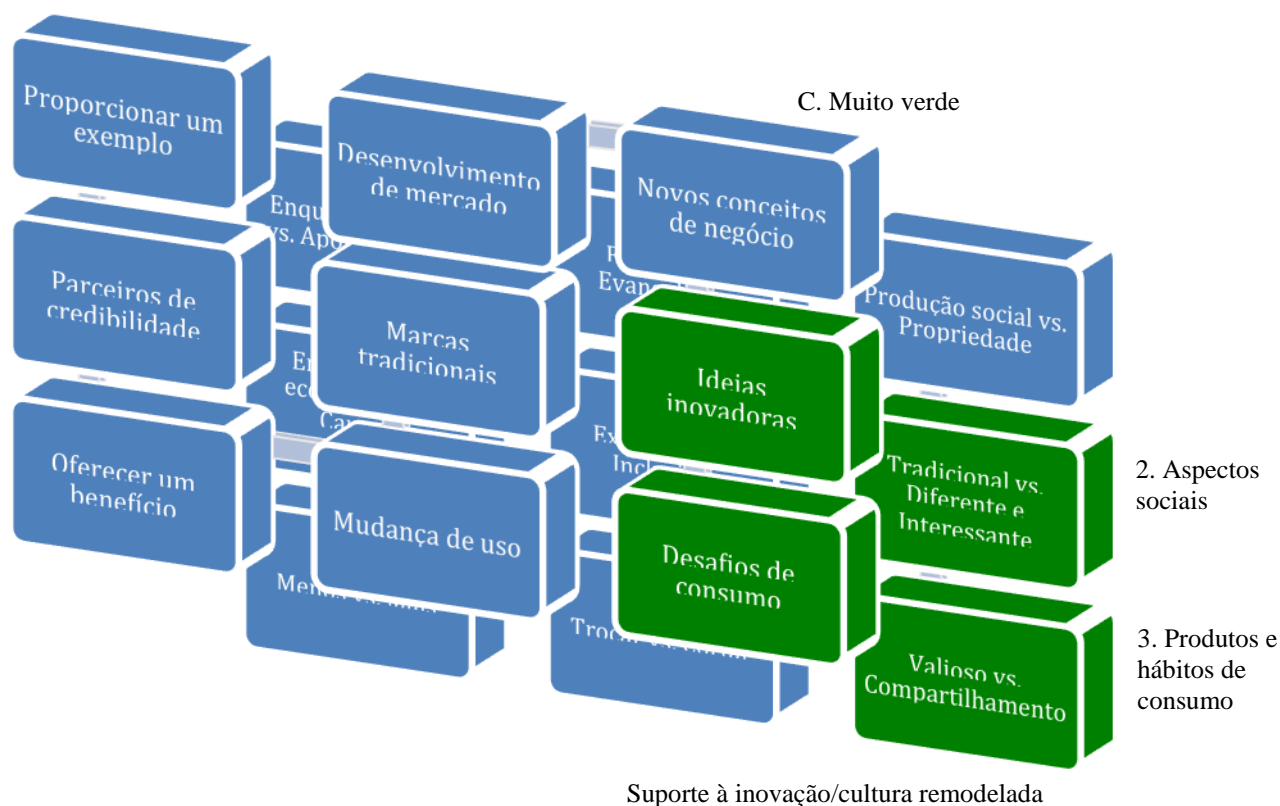 C. Muito verde
Proporcionar um
exemplo
Desenvolvimento
de mercado
Novos conceitos
de negócio
vs.
Produção social vs.
Propriedade
Parceiros de
credibilidade
Marcas
tradicionais
Ideias
inovadoras
Tradicional vs.
Diferente e
Interessante
2. Aspectos
sociais
Oferecer um
benefício
Mudança de uso
Desafios de
consumo
Valioso vs.
Compartilhamento
3. Produtos e
hábitos de
consumo
Suporte à inovação/cultura remodelada